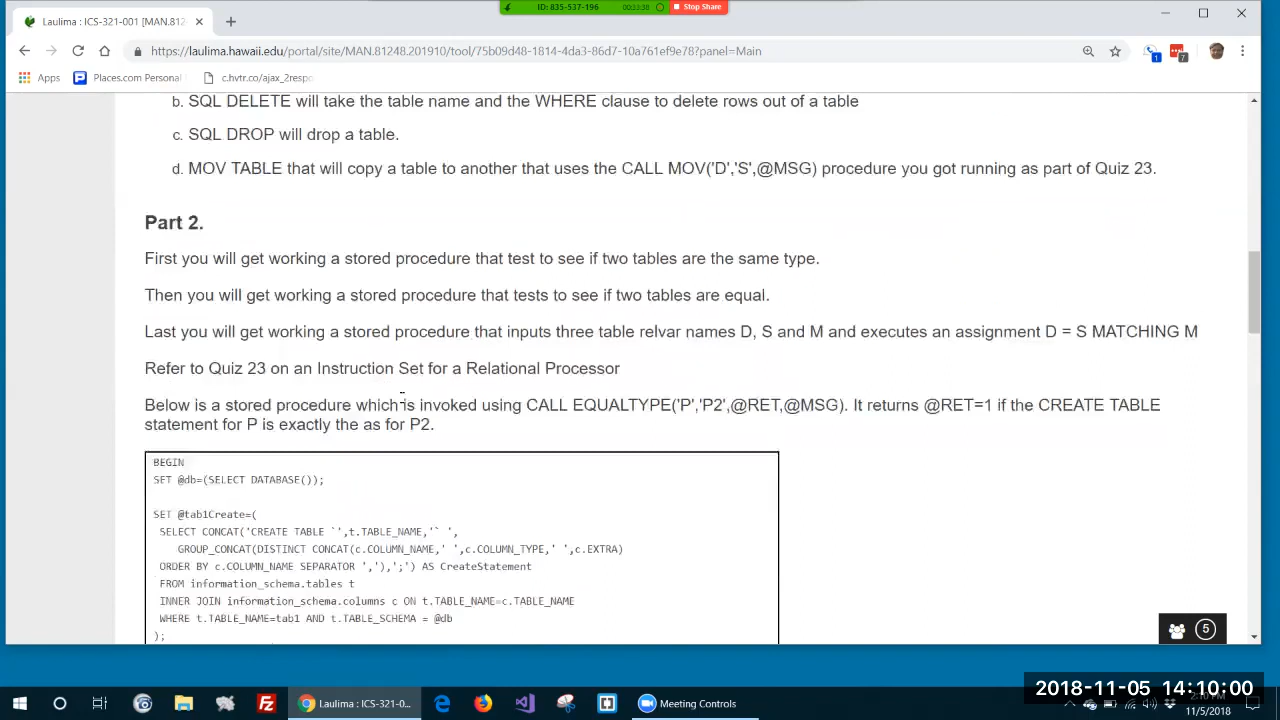 Laulima : ICS-321-001 [MAN.812
ID: 835-537-196
00:33:38
Stop Share
https://laulima.hawaii.edu/portal/site/MAN.81248.201910/tool/75b09d48-1814-4da3-86d7-10a761ef9e78?panel=Main
1
7
Apps
Places.com Personal
c.hvtr.co/ajax_2respo
b. SQL DELETE will take the table name and the WHERE clause to delete rows out of a table
c. SQL DROP will drop a table.
d. MOV TABLE that will copy a table to another that uses the CALL MOV('D','S',@MSG) procedure you got running as part of Quiz 23.
Part 2.
First you will get working a stored procedure that test to see if two tables are the same type.
Then you will get working a stored procedure that tests to see if two tables are equal.
Last you will get working a stored procedure that inputs three table relvar names D, S and M and executes an assignment D = S MATCHING M
Refer to Quiz 23 on an Instruction Set for a Relational Processor
Below is a stored procedure which is invoked using CALL EQUALTYPE('P','P2',@RET,@MSG). It returns @RET=1 if the CREATE TABLE
statement for P is exactly the as for P2.
BEGIN
SET @db=(SELECT DATABASE());
SET @tab1Create=(
SELECT CONCAT('CREATE TABLE `',t.TABLE_NAME,'` ',
GROUP_CONCAT(DISTINCT CONCAT(c.COLUMN_NAME,' ',c.COLUMN_TYPE,' ',c.EXTRA)
ORDER BY c.COLUMN_NAME SEPARATOR ','),';') AS CreateStatement
FROM information_schema.tables t
INNER JOIN information_schema.columns c ON t.TABLE_NAME=c.TABLE_NAME
WHERE t.TABLE_NAME=tab1 AND t.TABLE_SCHEMA = @db
);
5
Laulima : ICS-321-0...
Meeting Controls
2018-11-05 14:10:00
11/5/2018